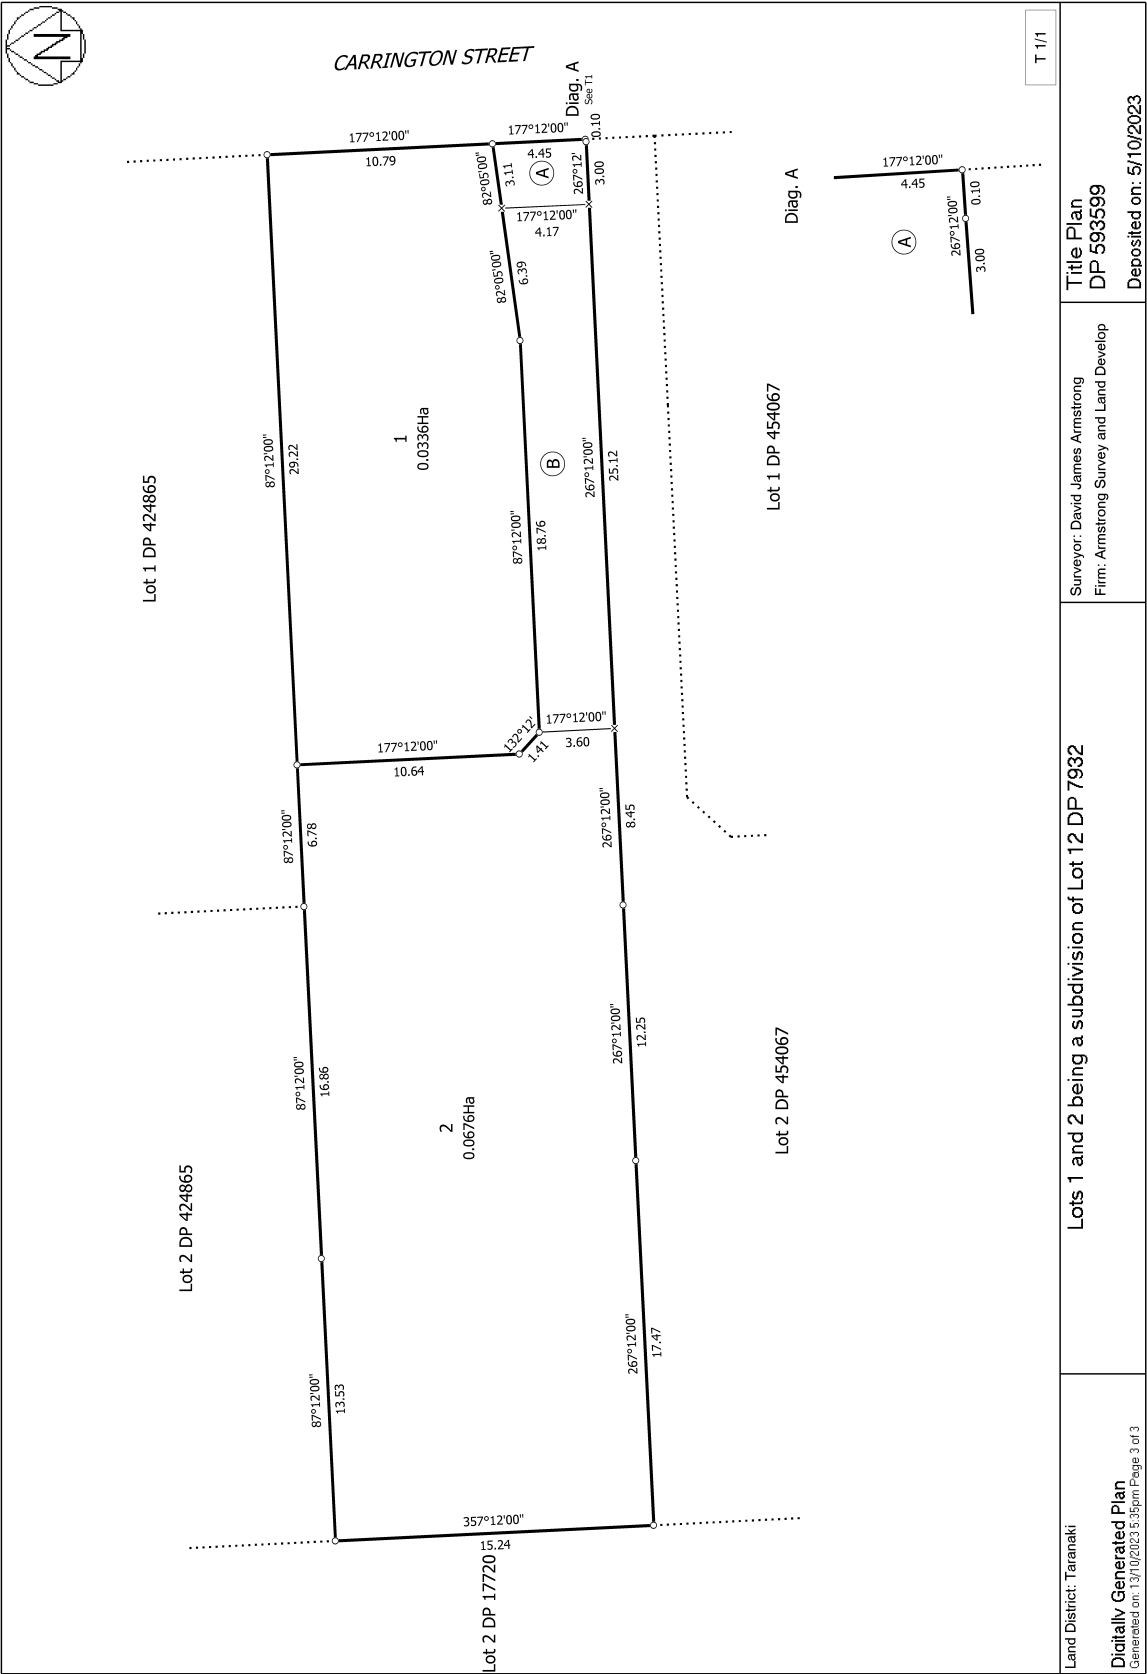 N
T 1/1
CARRINGTON STREET
Diag. A
See T1
177°12'00"
10.79
177°12'00"
4.45
0.10
82°05'00"
3.11
A
267°12'
3.00
177°12'00"
4.17
82°05'00"
6.39
87°12'00"
29.22
1
0.0336Ha
B
87°12'00"
18.76
267°12'00"
25.12
Lot 1 DP 424865
Lot 1 DP 454067
Diag. A
177°12'00"
4.45
0.10
A
267°12'00"
3.00
177°12'00"
10.64
132°12'
1.41
177°12'00"
3.60
87°12'00"
6.78
267°12'00"
8.45
87°12'00"
16.86
2
0.0676Ha
267°12'00"
12.25
Lot 2 DP 424865
Lot 2 DP 454067
87°12'00"
13.53
267°12'00"
17.47
357°12'00"
15.24
Lot 2 DP 17720
Land District: Taranaki
Digitally Generated Plan
Generated on: 13/10/2023 5:35pm Page 3 of 3
Lots 1 and 2 being a subdivision of Lot 12 DP 7932
Surveyor: David James Armstrong
Firm: Armstrong Survey and Land Develop
Title Plan
DP 593599
Deposited on: 5/10/2023